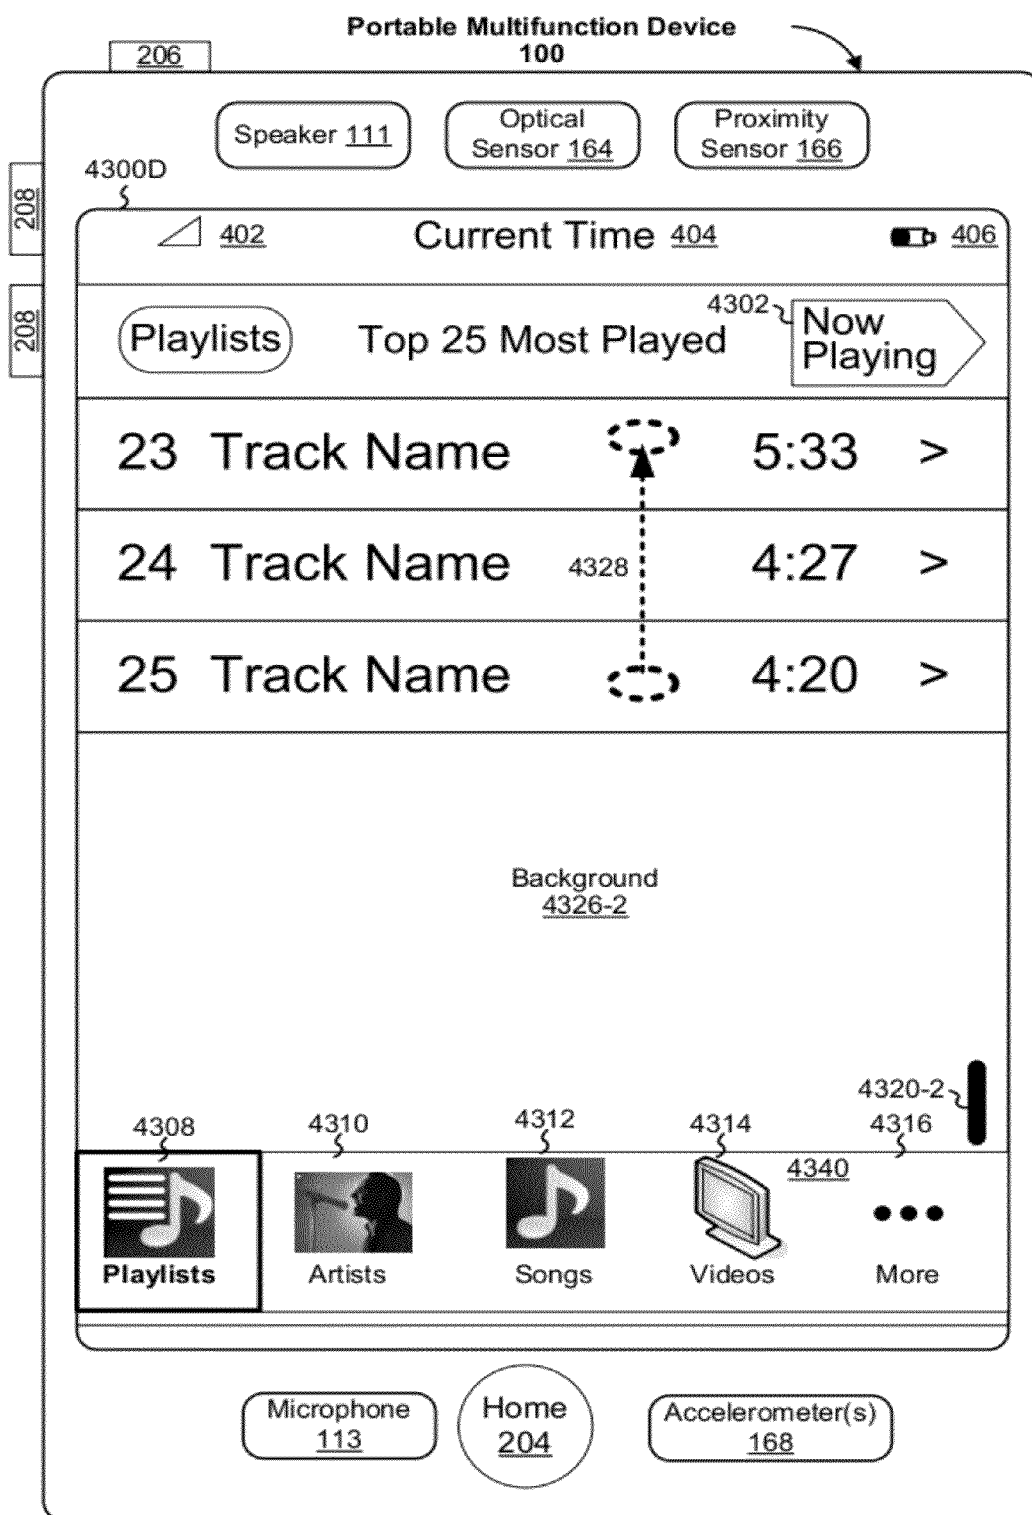 Portable Multifunction Device
100
206
Speaker 111
Optical
Sensor 164
Proximity
Sensor 166
4300D
208
208
402
Current Time 404
406
Playlists
Top 25 Most Played
4302
Now
Playing
23 Track Name 5:33 >
24 Track Name 4328 4:27 >
25 Track Name 4:20 >
Background
4326-2
4320-2
4308
4310
4312
4314
4316
4340
Playlists
Artists
Songs
Videos
More
Microphone
113
Home
204
Accelerometer(s)
168